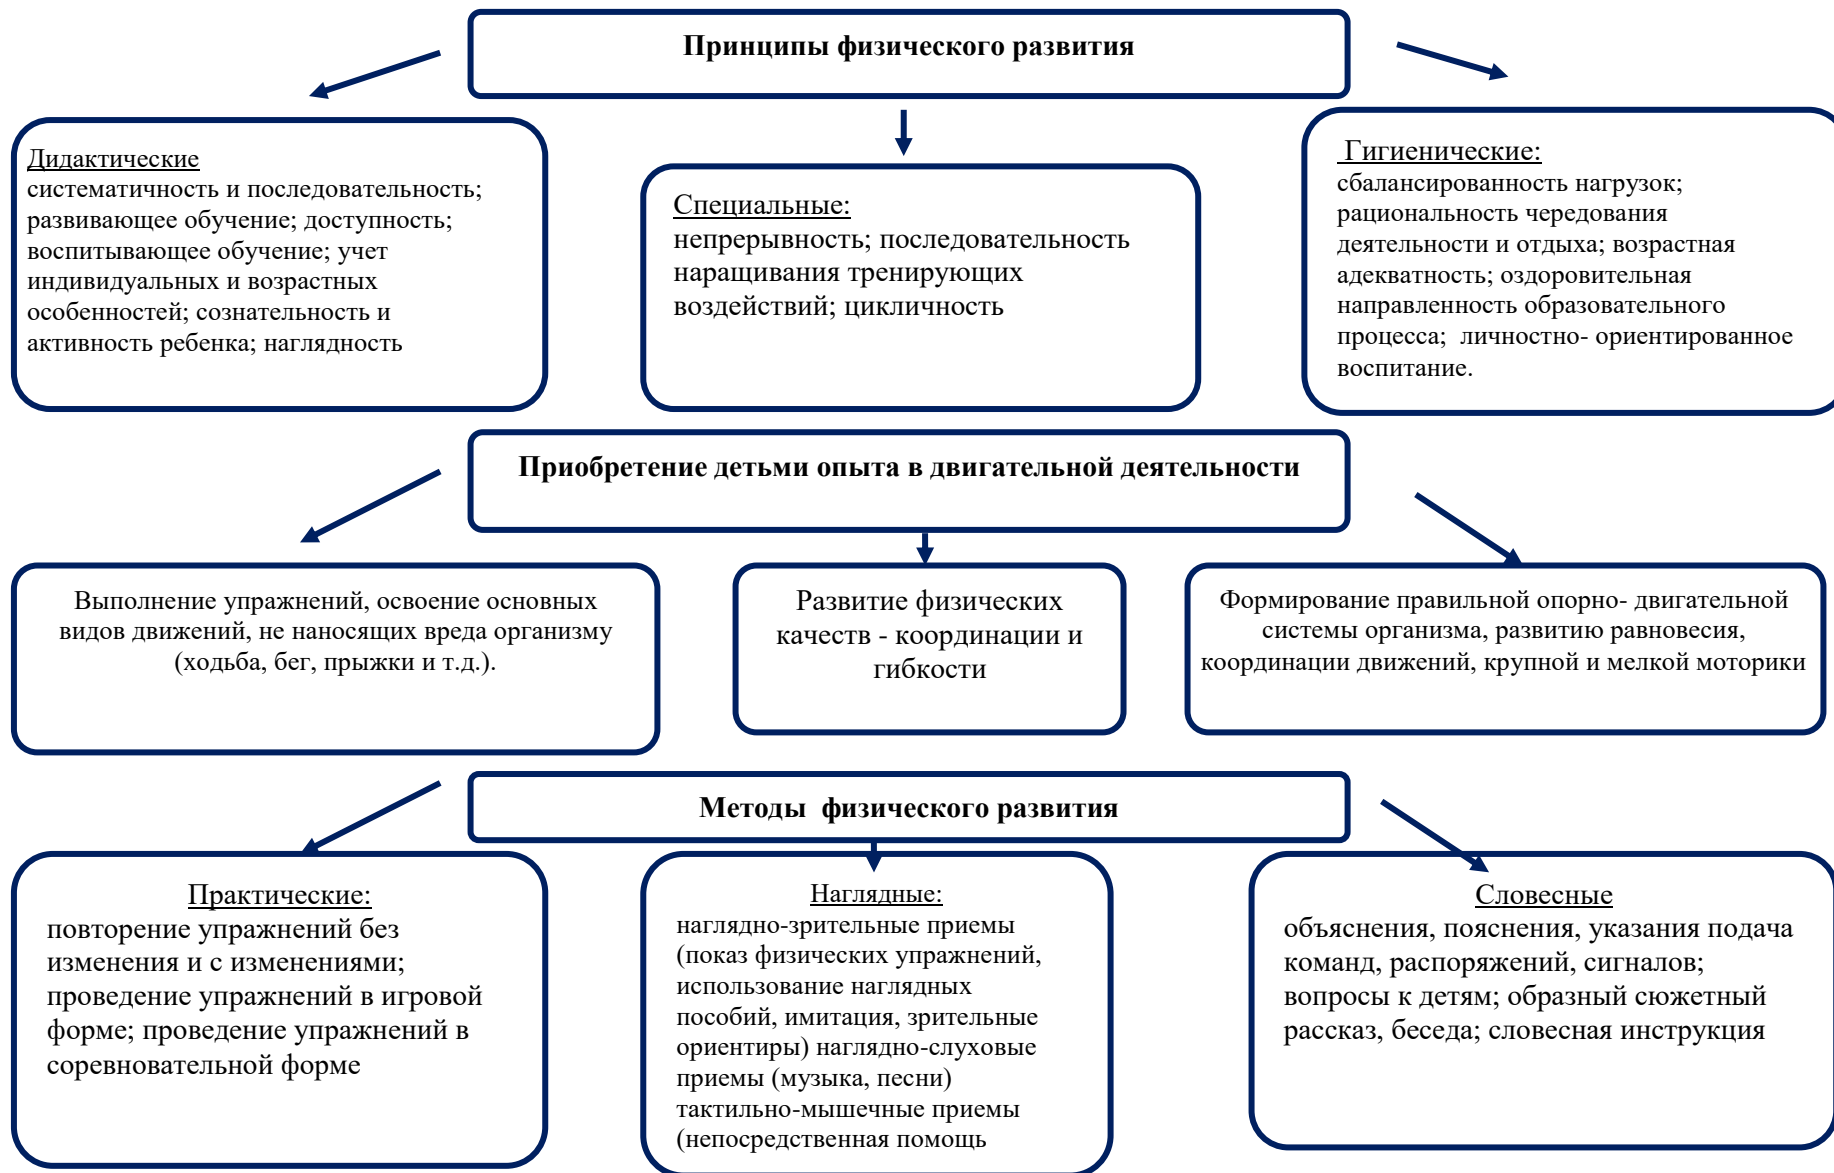 Принципы физического развития
Дидактические
систематичность и последовательность;
развивающее обучение; доступность;
воспитывающее обучение; учет
индивидуальных и возрастных
особенностей; сознательность и
активность ребенка; наглядность
Специальные:
непрерывность; последовательность
наращивания тренирующих
воздействий; цикличность
Гигиенические:
сбалансированность нагрузок;
рациональность чередования
деятельности и отдыха; возрастная
адекватность; оздоровительная
направленность образовательного
процесса;  личностно- ориентированное
воспитание.
Приобретение детьми опыта в двигательной деятельности
Выполнение упражнений, освоение основных
видов движений, не наносящих вреда организму
(ходьба, бег, прыжки и т.д.).
Развитие физических
качеств - координации и
гибкости
Формирование правильной опорно- двигательной
системы организма, развитию равновесия,
координации движений, крупной и мелкой моторики
Методы  физического развития
Практические:
повторение упражнений без
изменения и с изменениями;
проведение упражнений в игровой
форме; проведение упражнений в
соревновательной форме
Наглядные:
наглядно-зрительные приемы
(показ физических упражнений,
использование наглядных
пособий, имитация, зрительные
ориентиры) наглядно-слуховые
приемы (музыка, песни)
тактильно-мышечные приемы
(непосредственная помощь
Словесные
объяснения, пояснения, указания подача
команд, распоряжений, сигналов;
вопросы к детям; образный сюжетный
рассказ, беседа; словесная инструкция